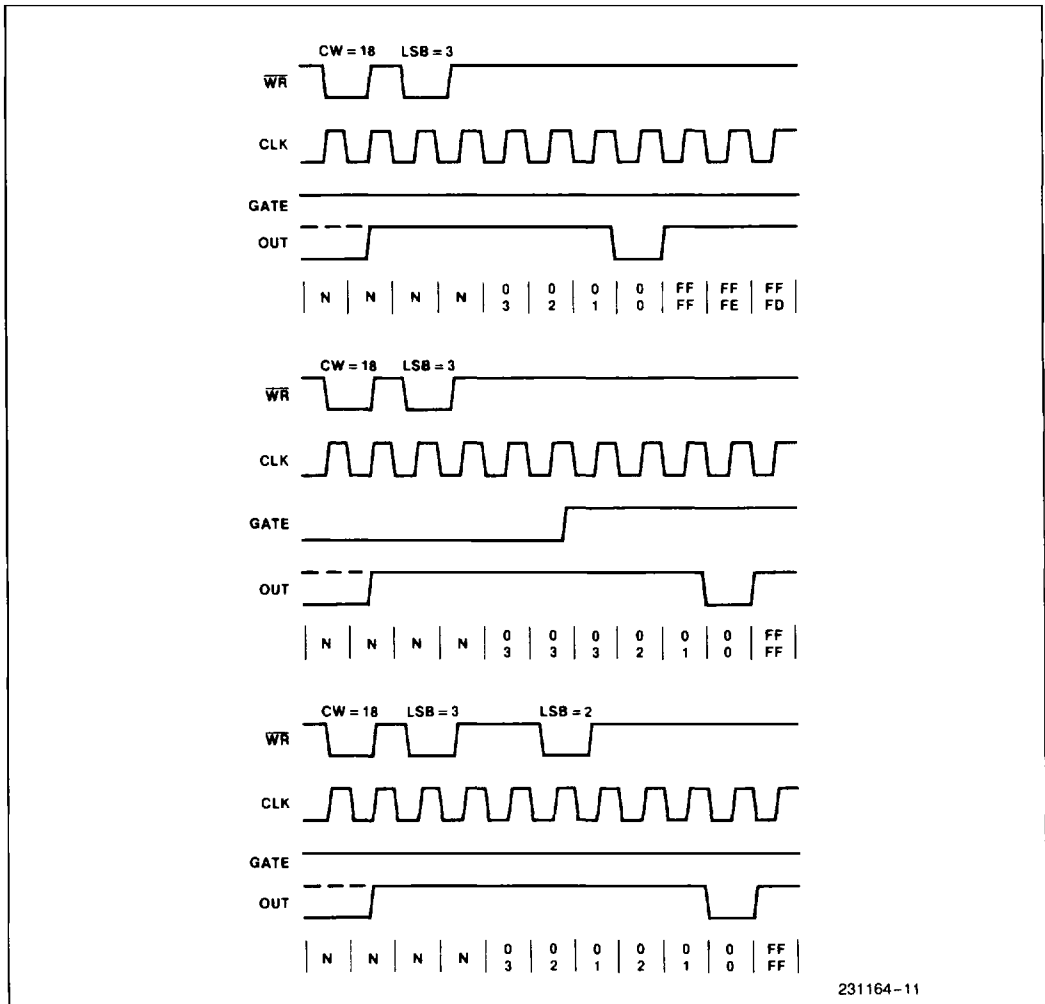 CW = 18 LSB = 3
WR
CLK
GATE
OUT
N N N N 0 0 0 0 FF FF FF
3 2 1 0 FF FE FD
CW = 18 LSB = 3
WR
CLK
GATE
OUT
N N N N 0 0 0 0 0 0 FF
3 3 3 2 1 0 FF
CW = 18 LSB = 3 LSB = 2
WR
CLK
GATE
OUT
N N N N 0 0 0 0 0 0 FF
3 2 1 2 1 0 FF
231164-11